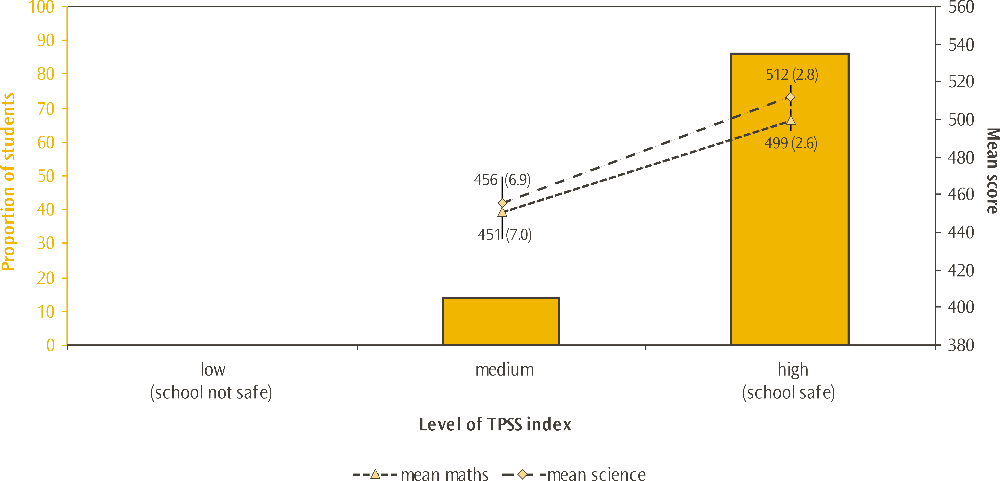 Proportion of students
100
90
80
70
60
50
40
30
20
10
0
560
540
520
500
480
460
440
420
400
380
Mean score
512 (2.8)
499 (2.6)
456 (6.9)
451 (7.0)
low
(school not safe)
medium
high
(school safe)
Level of TPSS index
mean maths
mean science